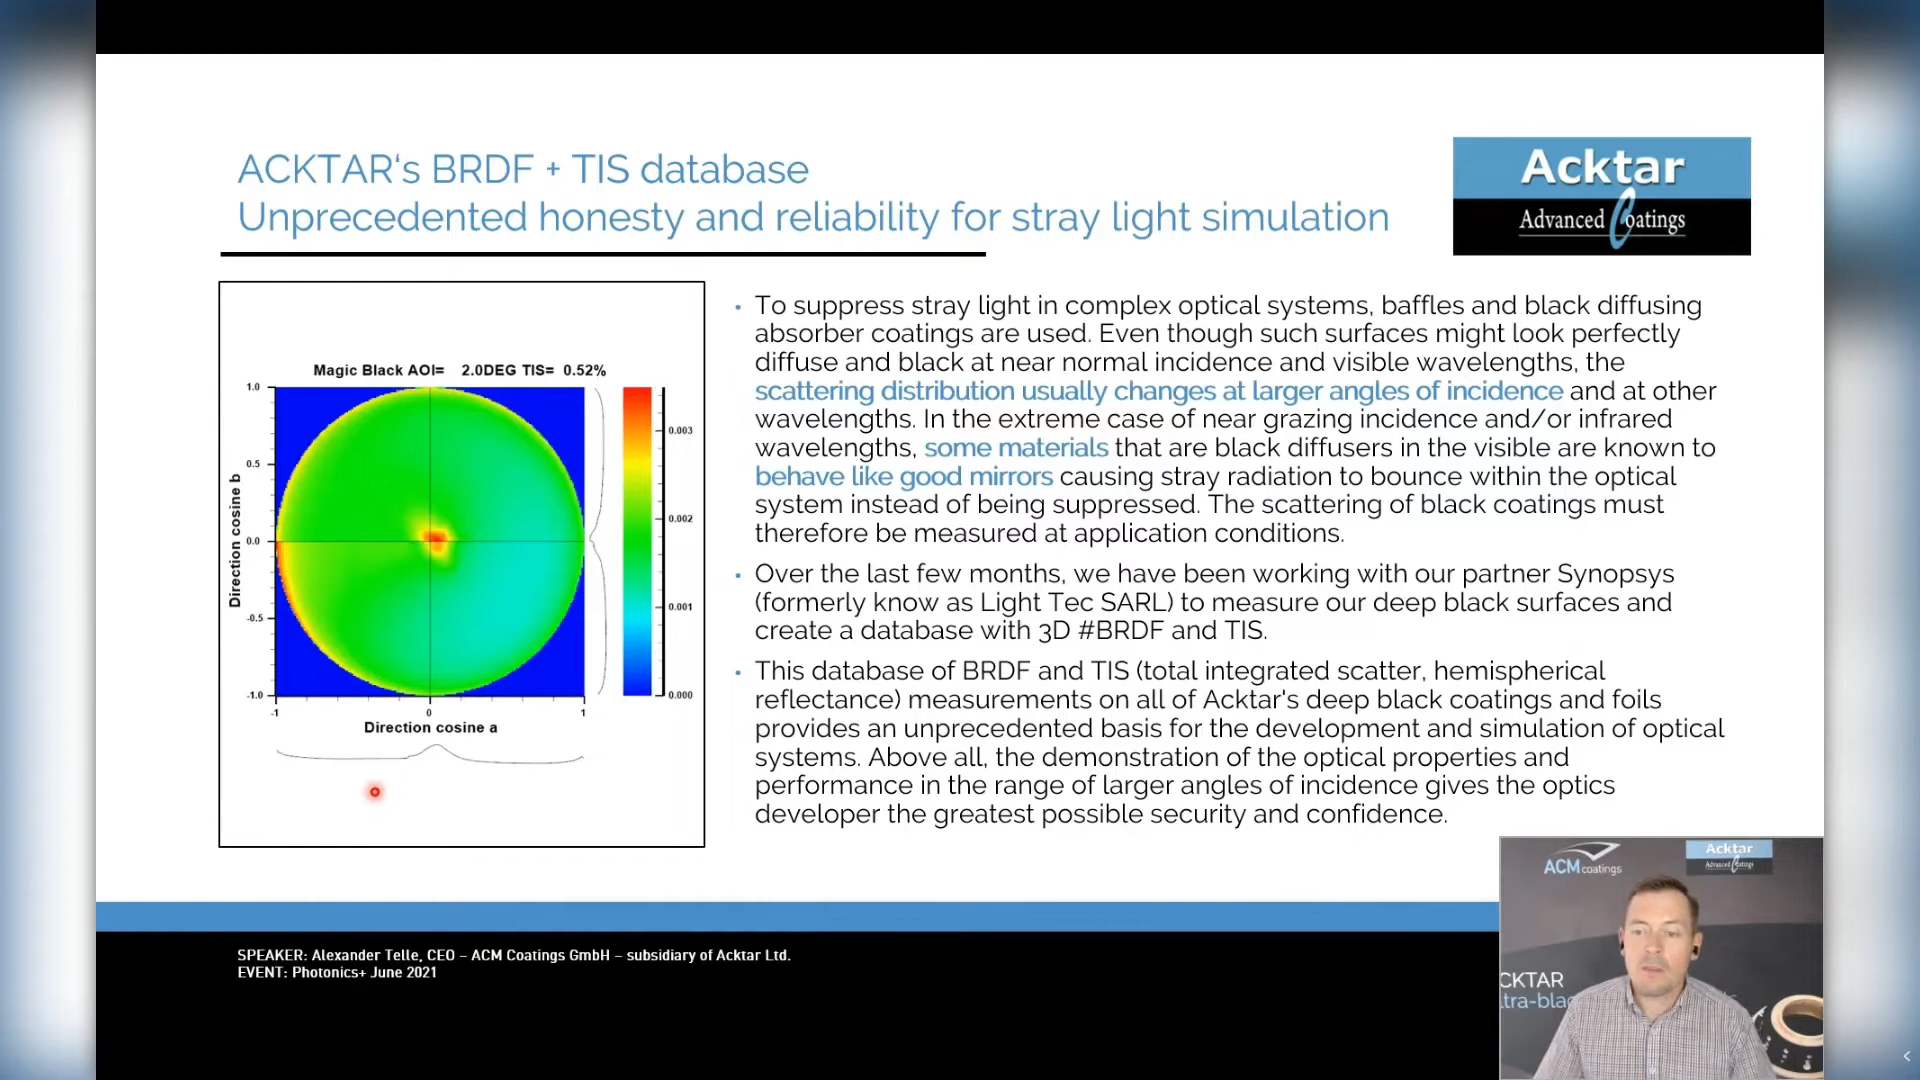 ACKTAR's BRDF + TIS database
Unprecedented honesty and reliability for stray light simulation
Acktar
Advanced Coatings
Magic Black AOI= 2.0DEG TIS= 0.52%
1.0
0.5
0.0
-0.5
-1.0
Direction cosine b
-1
0
1
Direction cosine a
0.003
0.002
0.001
0.000
• To suppress stray light in complex optical systems, baffles and black diffusing
absorber coatings are used. Even though such surfaces might look perfectly
diffuse and black at near normal incidence and visible wavelengths, the
scattering distribution usually changes at larger angles of incidence and at other
wavelengths. In the extreme case of near grazing incidence and/or infrared
wavelengths, some materials that are black diffusers in the visible are known to
behave like good mirrors causing stray radiation to bounce within the optical
system instead of being suppressed. The scattering of black coatings must
therefore be measured at application conditions.
• Over the last few months, we have been working with our partner Synopsys
(formerly know as Light Tec SARL) to measure our deep black surfaces and
create a database with 3D #BRDF and TIS.
• This database of BRDF and TIS (total integrated scatter, hemispherical
reflectance) measurements on all of Acktar's deep black coatings and foils
provides an unprecedented basis for the development and simulation of optical
systems. Above all, the demonstration of the optical properties and
performance in the range of larger angles of incidence gives the optics
developer the greatest possible security and confidence.
SPEAKER: Alexander Telle, CEO – ACM Coatings GmbH – subsidiary of Acktar Ltd.
EVENT: Photonics+ June 2021
ACM coatings
Acktar
Advanced Coatings
CKTAR
tra-bla